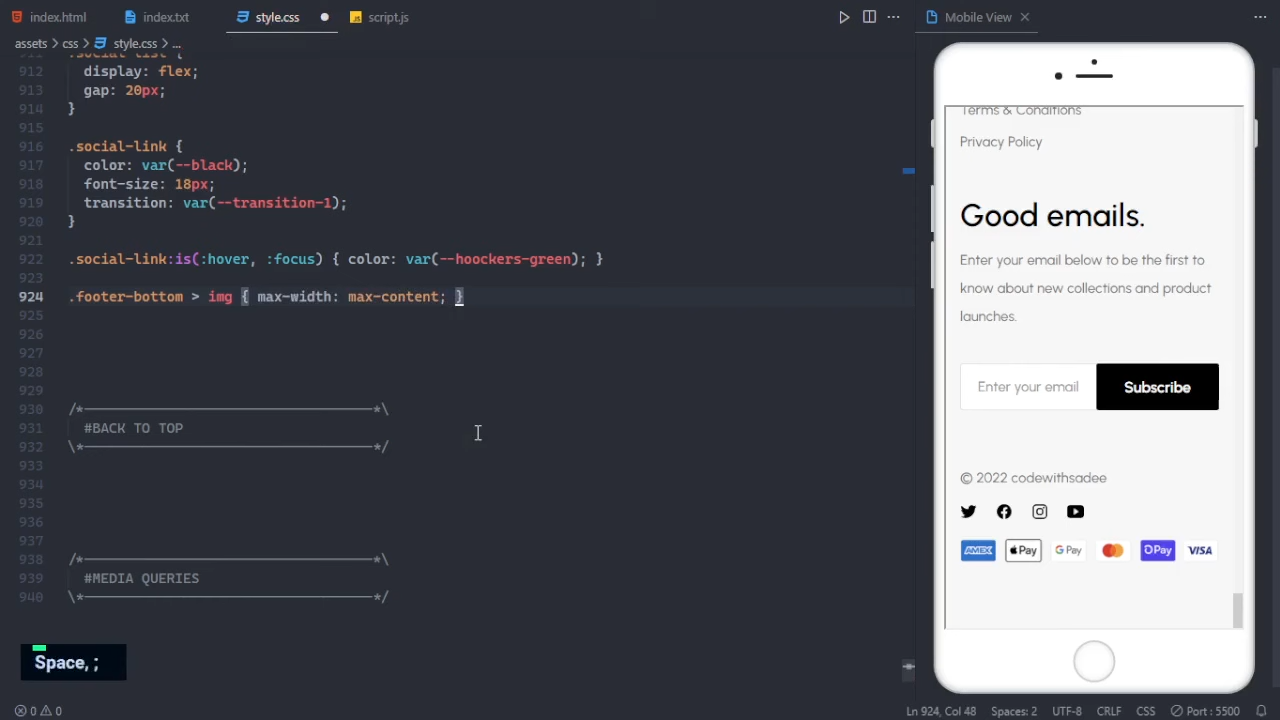 index.html
index.txt
style.css
script.js
Mobile View
assets > css > style.css > ...
911 .social-list {
912 display: flex;
913 gap: 20px;
914 }
915
916 .social-link {
917 color: var(--black);
918 font-size: 18px;
919 transition: var(--transition-1);
920 }
921
922 .social-link:is(:hover, :focus) { color: var(--hoockers-green); }
923
924 .footer-bottom > img { max-width: max-content; }
925
926
927
928
929
930 /*-----------------------------------*\
931 #BACK TO TOP
932 \*-----------------------------------*/
933
934
935
936
937
938 /*-----------------------------------*\
939 #MEDIA QUERIES
940 \*-----------------------------------*/
Terms & Conditions
Privacy Policy
Good emails.
Enter your email below to be the first to
know about new collections and product
launches.
Enter your email
Subscribe
© 2022 codewithsadee
AMEX
Pay
G Pay
OPay
VISA
Space, ;
0 0
Ln 924, Col 48
Spaces: 2
UTF-8
CRLF
CSS
Port : 5500